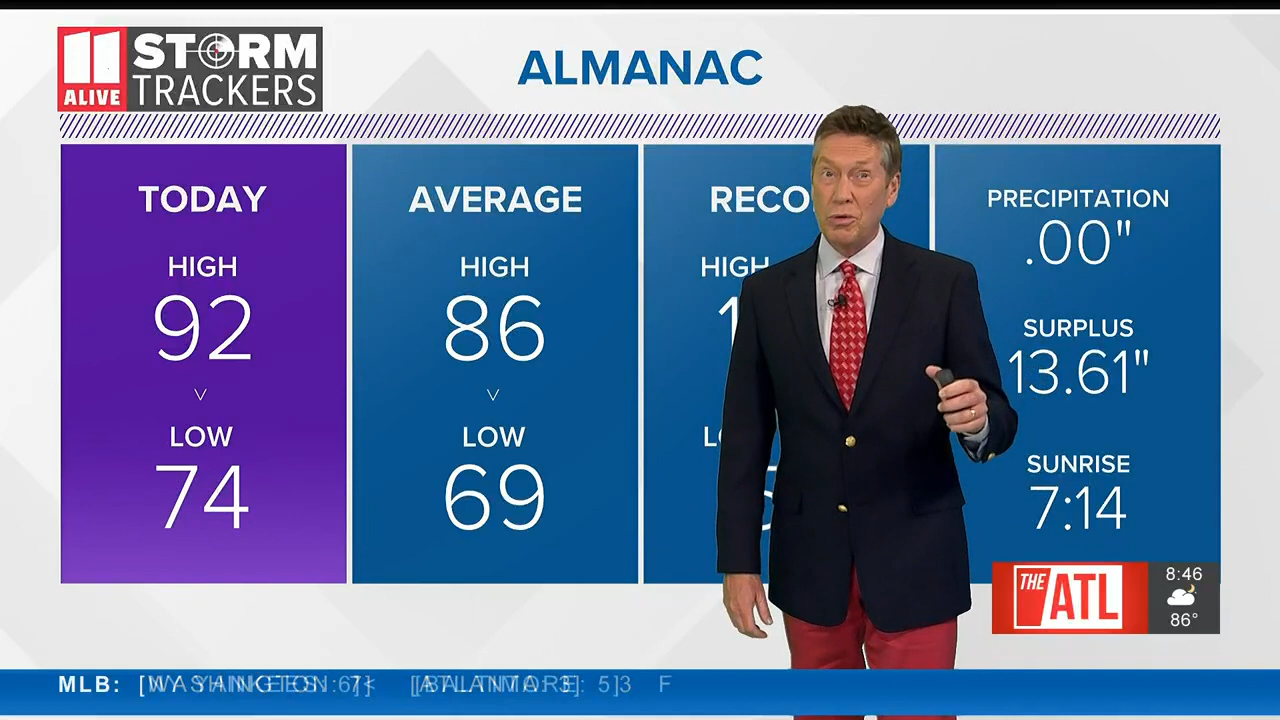 11 ALIVE
STORM
TRACKERS
ALMANAC
TODAY
HIGH
92
LOW
74
AVERAGE
HIGH
86
LOW
69
RECO
HIGH
1
L
PRECIPITATION
.00"
SURPLUS
13.61"
SUNRISE
7:14
THE ATL
8:46
86°
MLB: